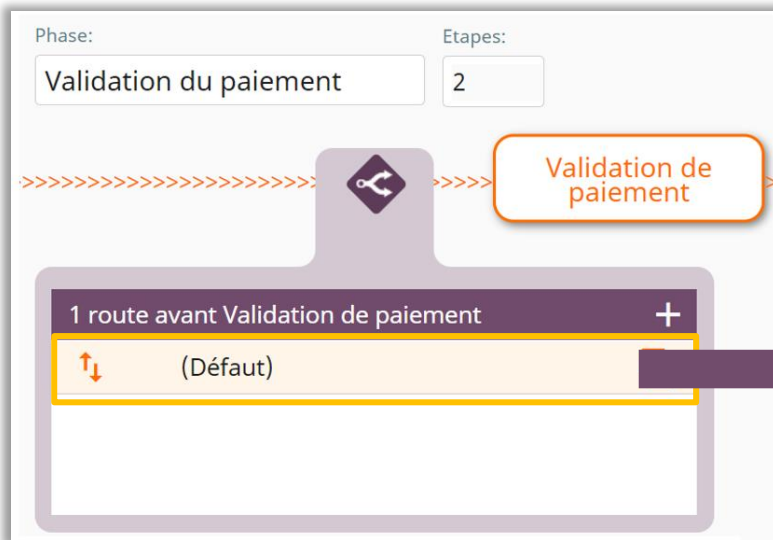 Phase:
Etapes:
Validation du paiement
2
Validation de
paiement
1 route avant Validation de paiement
(Défaut)